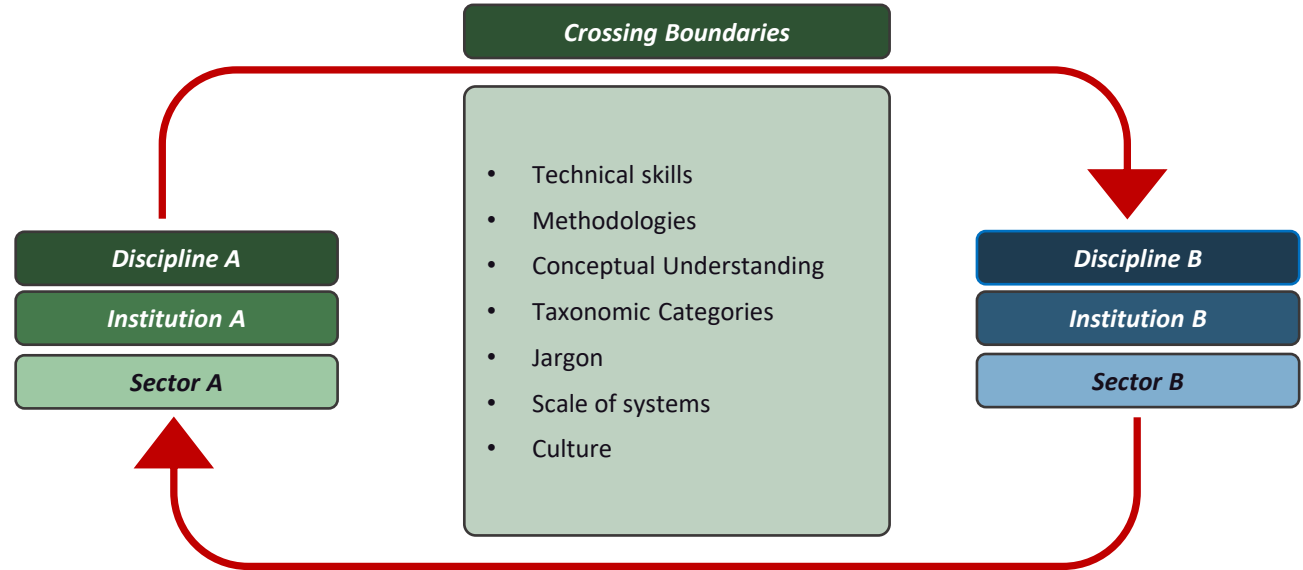 Crossing Boundaries
• Technical skills
• Methodologies
• Conceptual Understanding
• Taxonomic Categories
• Jargon
• Scale of systems
• Culture
Discipline A
Institution A
Sector A
Discipline B
Institution B
Sector B